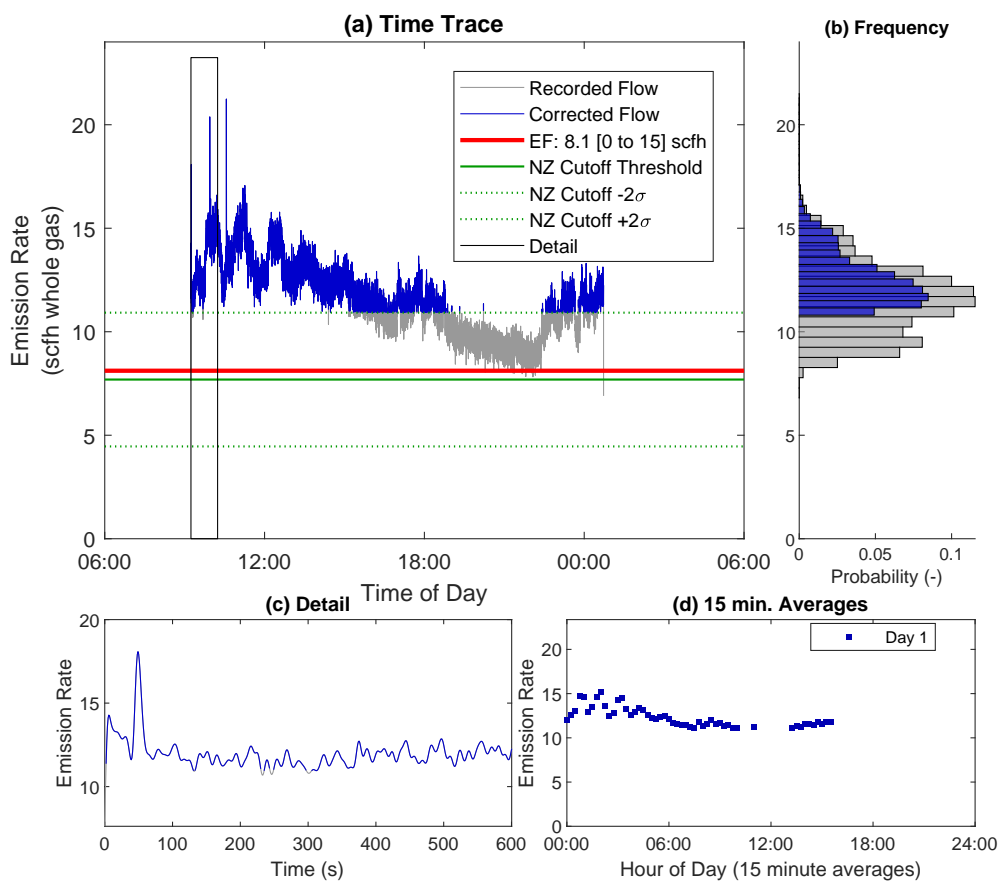 (a) Time Trace
(b) Frequency
Emission Rate
(scfh whole gas)
20
15
10
5
0
06:00
12:00
18:00
00:00
06:00
Time of Day
Recorded Flow
Corrected Flow
EF: 8.1 [0 to 15] scfh
NZ Cutoff Threshold
NZ Cutoff -2σ
NZ Cutoff +2σ
Detail
20
15
10
5
0
0
0.05
0.1
Probability (-)
(c) Detail
Emission Rate
20
15
10
0
100
200
300
400
500
600
Time (s)
(d) 15 min. Averages
Emission Rate
20
15
10
5
0
00:00
06:00
12:00
18:00
24:00
Hour of Day (15 minute averages)
Day 1